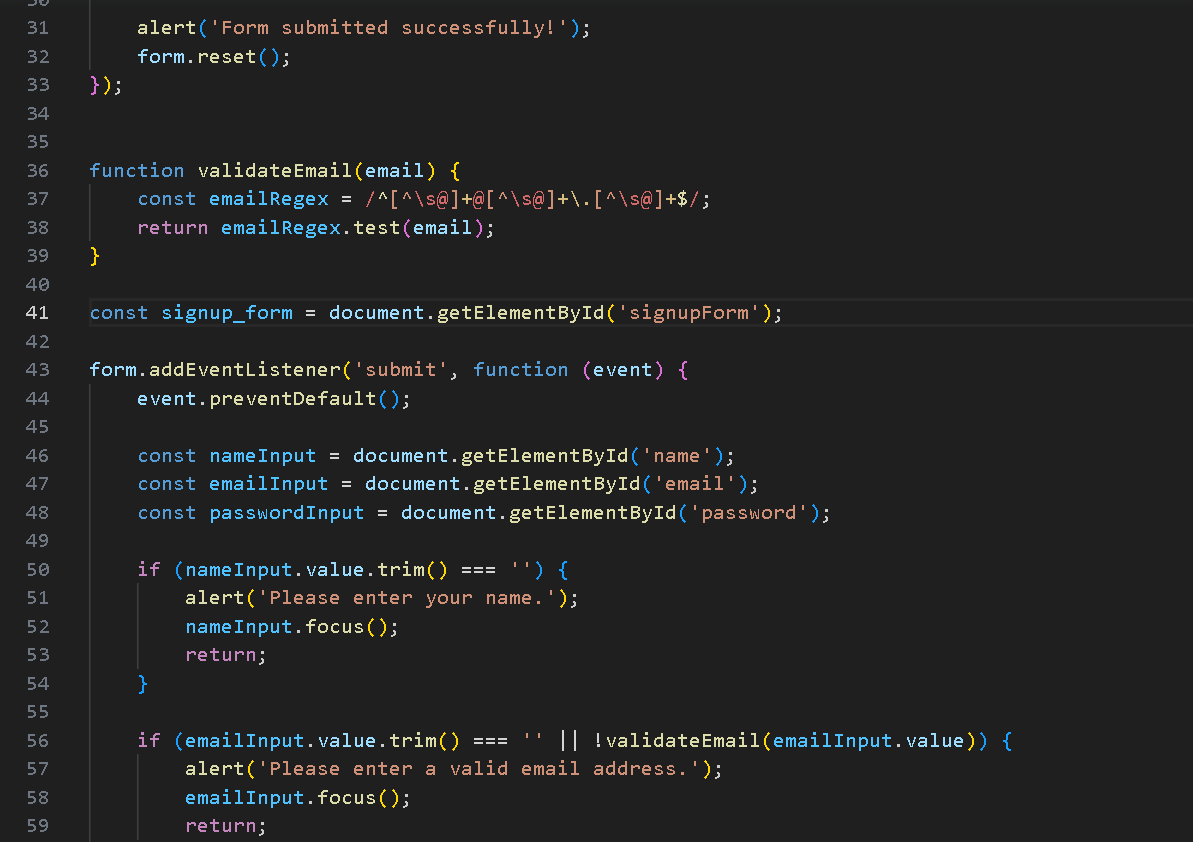 30
31 alert('Form submitted successfully!');
32 form.reset();
33 });
34
35
36 function validateEmail(email) {
37 const emailRegex = /^[^\s@]+@[^\s@]+\.[^\s@]+$/;
38 return emailRegex.test(email);
39 }
40
41 const signup_form = document.getElementById('signupForm');
42
43 form.addEventListener('submit', function (event) {
44 event.preventDefault();
45
46 const nameInput = document.getElementById('name');
47 const emailInput = document.getElementById('email');
48 const passwordInput = document.getElementById('password');
49
50 if (nameInput.value.trim() === '') {
51 alert('Please enter your name.');
52 nameInput.focus();
53 return;
54 }
55
56 if (emailInput.value.trim() === '' || !validateEmail(emailInput.value)) {
57 alert('Please enter a valid email address.');
58 emailInput.focus();
59 return;